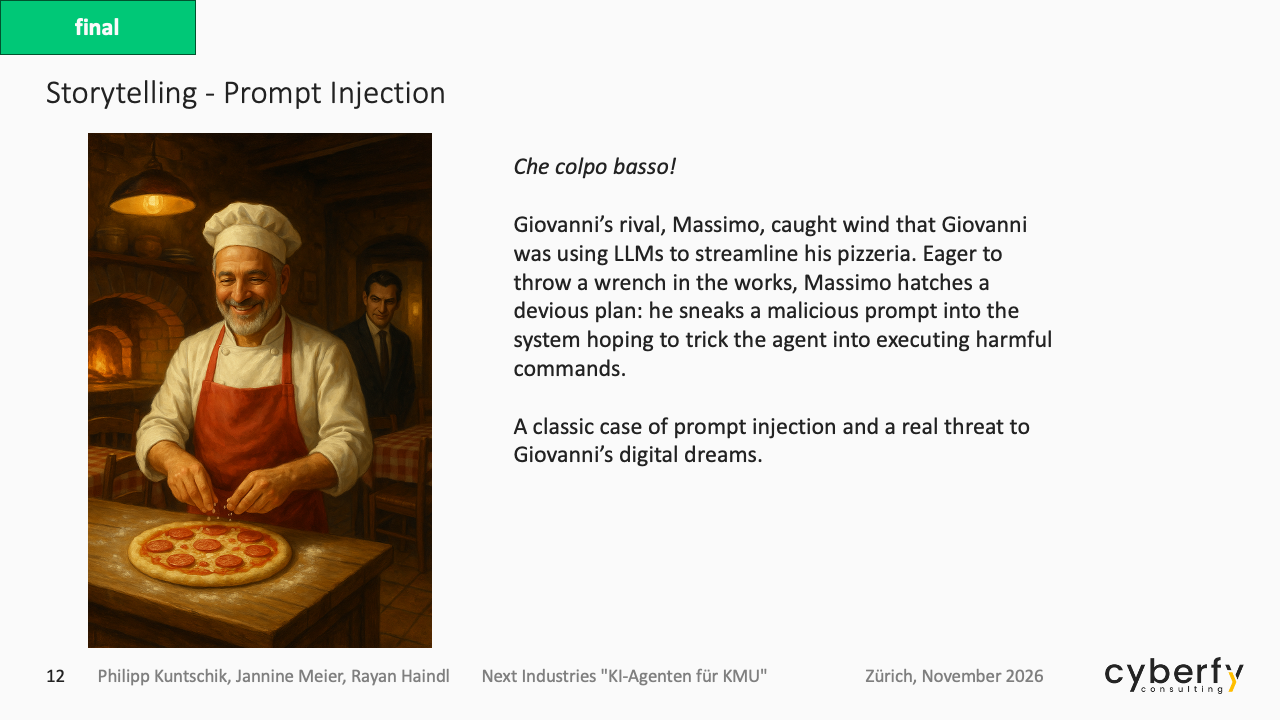 final
Storytelling - Prompt Injection
Che colpo basso!
Giovanni’s rival, Massimo, caught wind that Giovanni
was using LLMs to streamline his pizzeria. Eager to
throw a wrench in the works, Massimo hatches a
devious plan: he sneaks a malicious prompt into the
system hoping to trick the agent into executing harmful
commands.
A classic case of prompt injection and a real threat to
Giovanni’s digital dreams.
12 Philipp Kuntschik, Jannine Meier, Rayan Haindl Next Industries "KI-Agenten für KMU" Zürich, November 2026
cyberfy
consulting